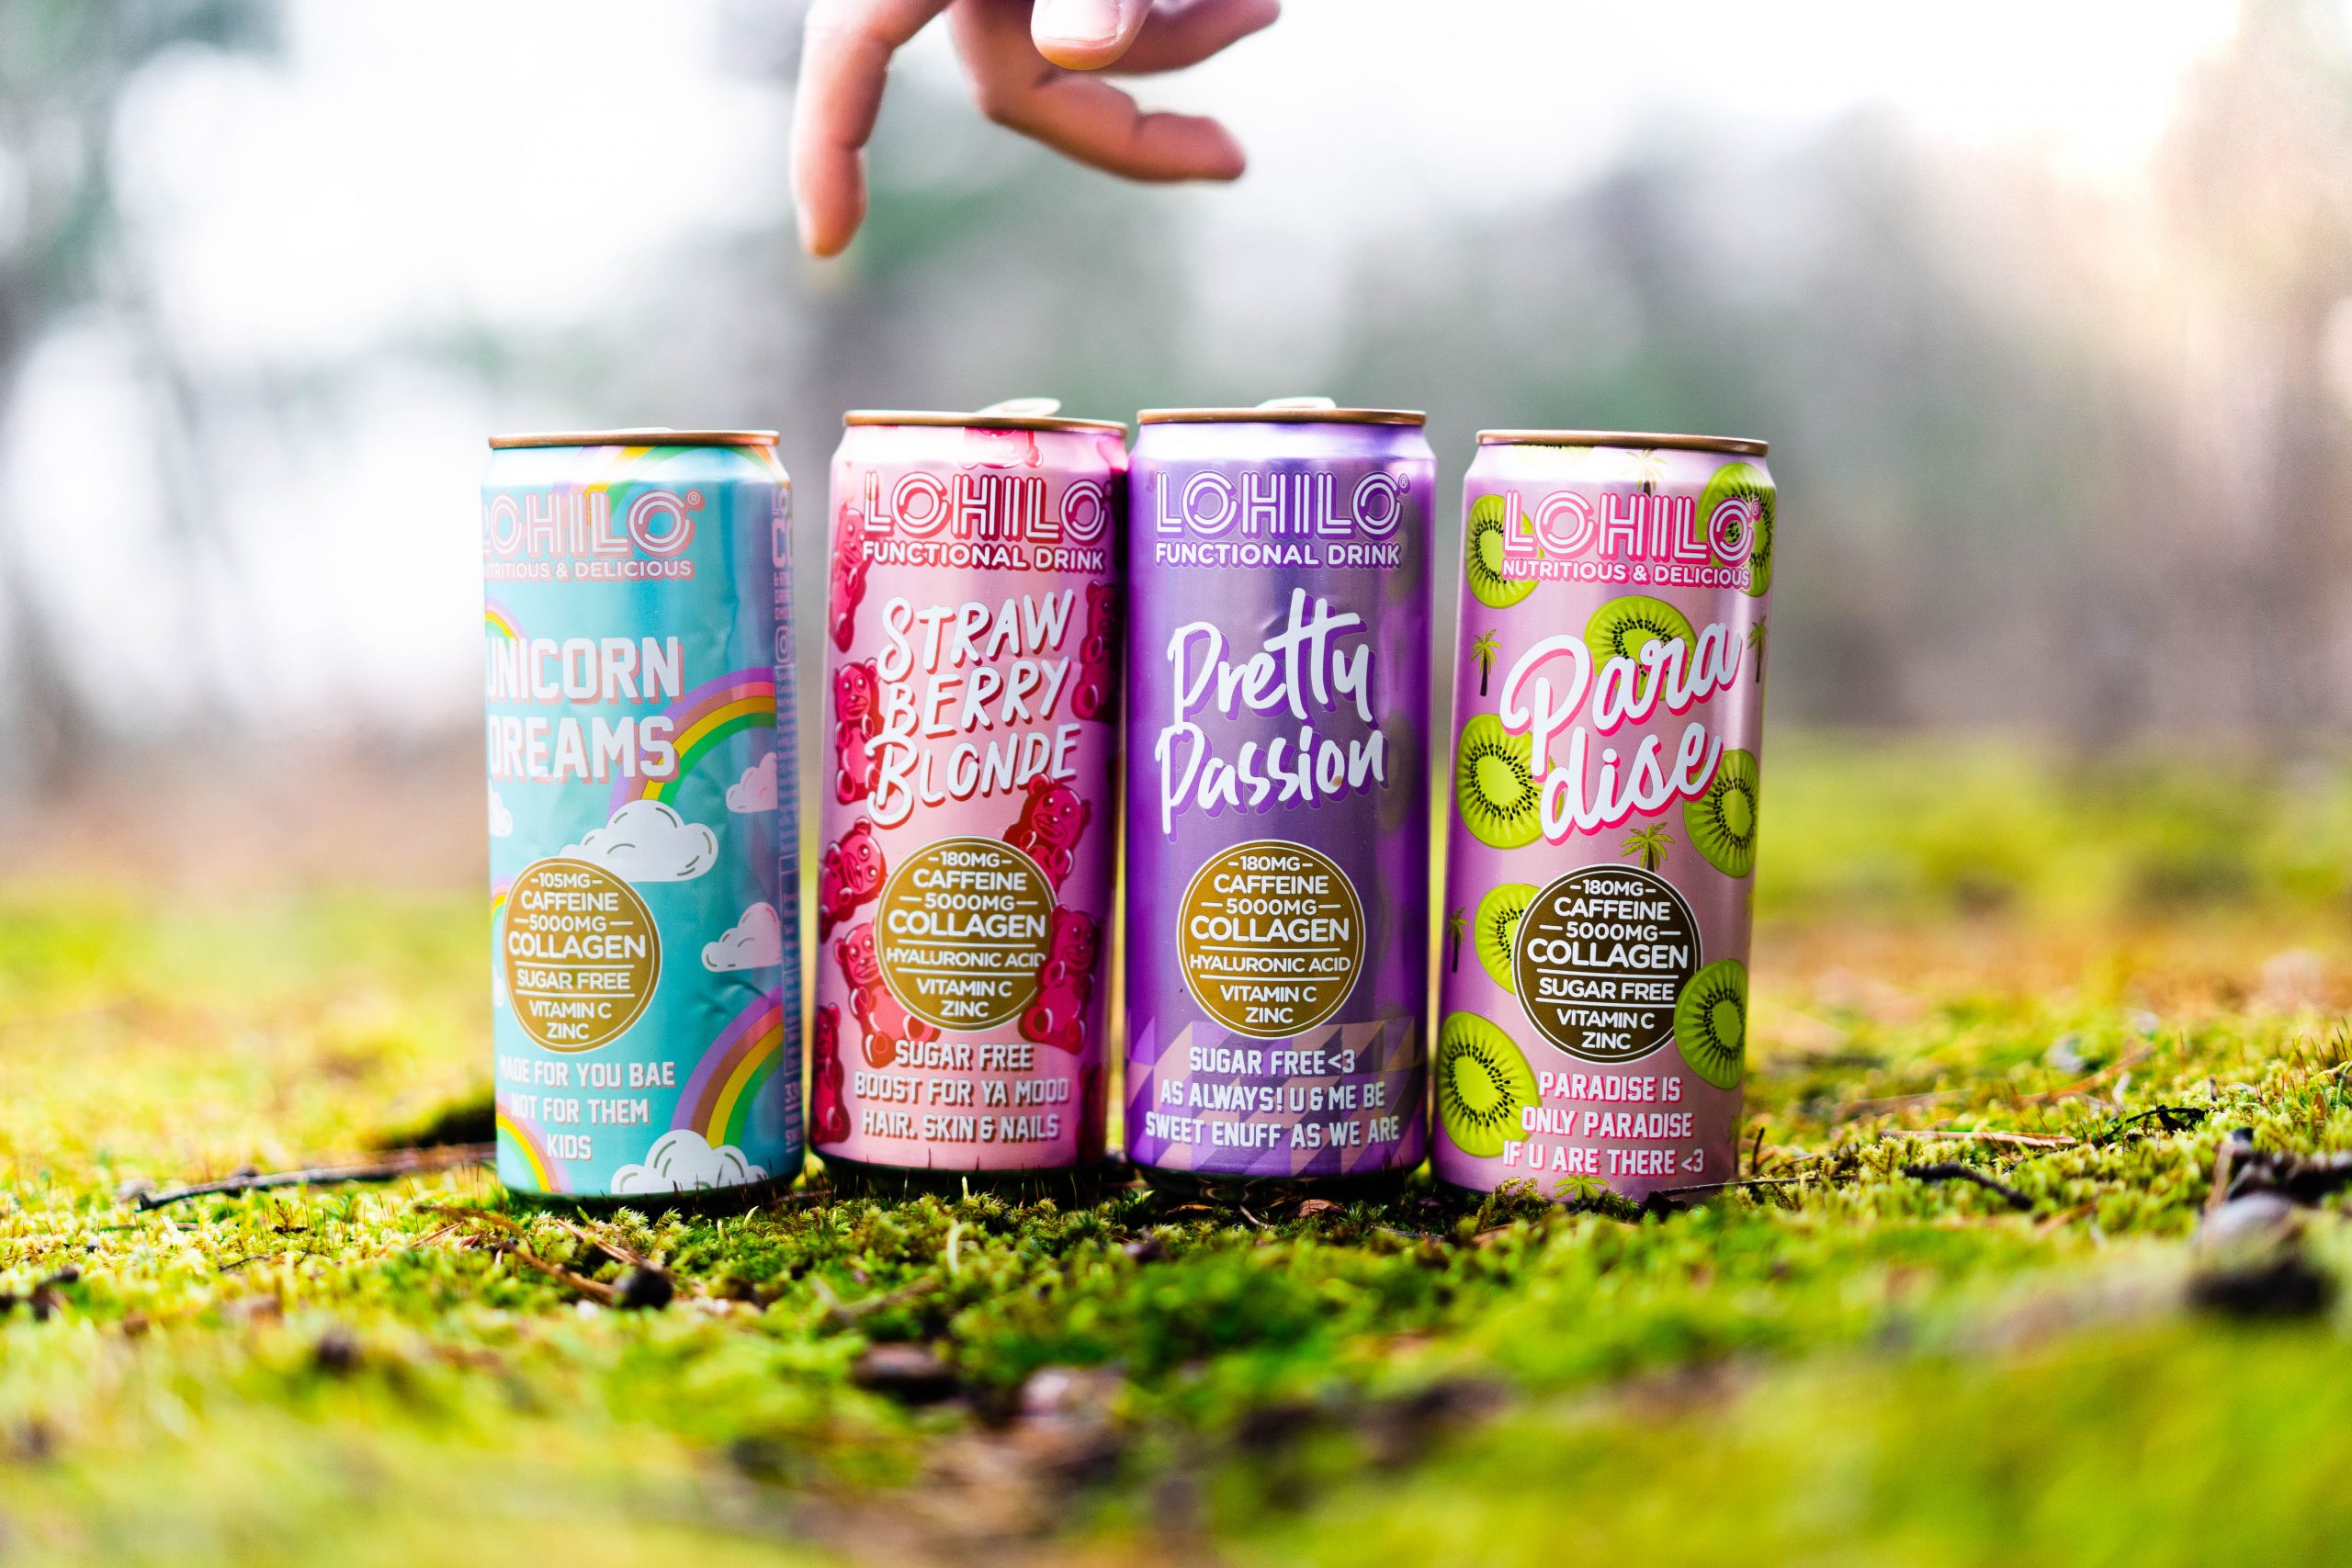 LOHILO®
NUTRITIOUS & DELICIOUS
UNICORN
DREAMS
-105MG-
CAFFEINE
-5000MG-
COLLAGEN
SUGAR FREE
VITAMIN C
ZINC
MADE FOR YOU BAE
NOT FOR THEM
KIDS
LOHILO
FUNCTIONAL DRINK
STRAW
BERRY
BLONDE
-180MG-
CAFFEINE
-5000MG-
COLLAGEN
HYALURONIC ACID
VITAMIN C
ZINC
SUGAR FREE
BOOST FOR YA MOOD
HAIR, SKIN & NAILS
LOHILO®
FUNCTIONAL DRINK
Pretty
Passion
-180MG-
CAFFEINE
-5000MG-
COLLAGEN
HYALURONIC ACID
VITAMIN C
ZINC
SUGAR FREE<3
AS ALWAYS! U & ME BE
SWEET ENUFF AS WE ARE
LOHILO®
NUTRITIOUS & DELICIOUS
Para
dise
-180MG-
CAFFEINE
-5000MG-
COLLAGEN
SUGAR FREE
VITAMIN C
ZINC
PARADISE IS
ONLY PARADISE
IF U ARE THERE <3